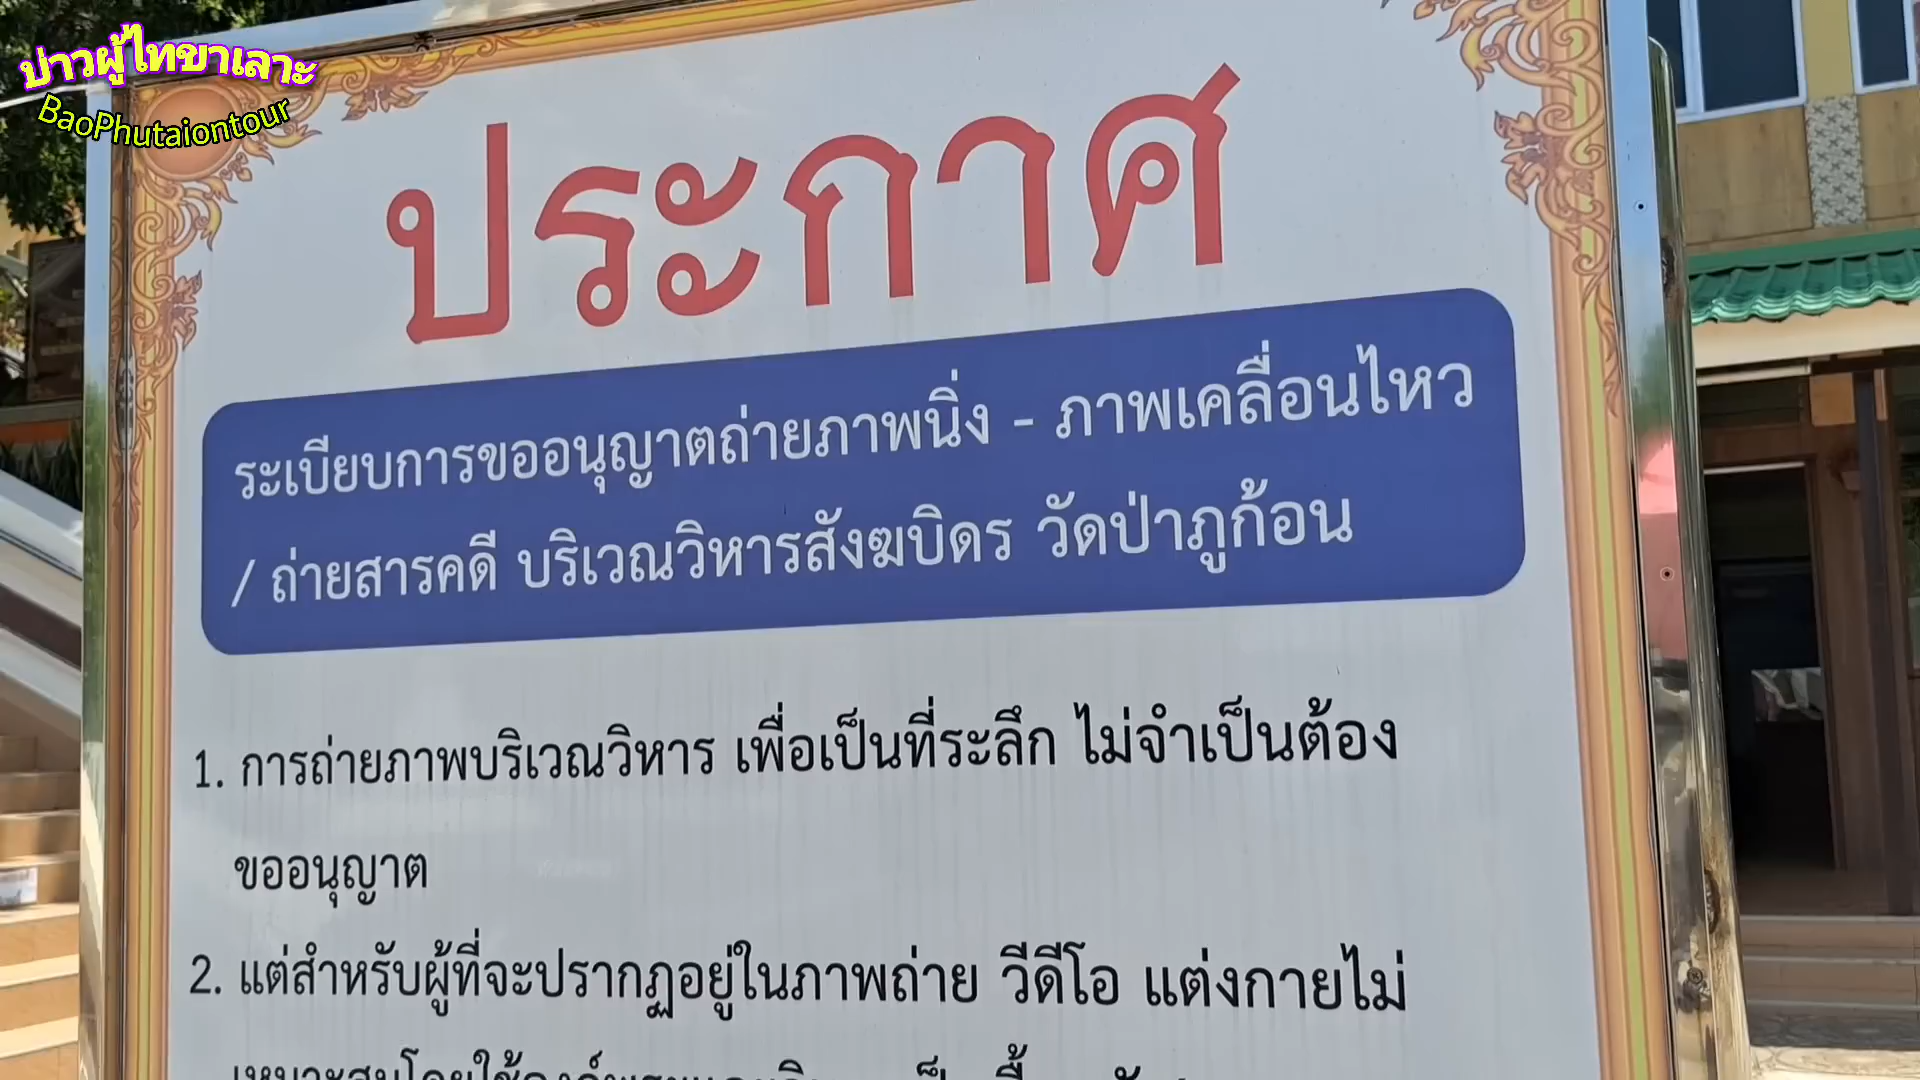 บ่าวผู้ไทขาเลาะ
BaoPhutaiontour
ประกาศ
ระเบียบการขออนุญาตถ่ายภาพนิ่ง - ภาพเคลื่อนไหว
/ ถ่ายสารคดี บริเวณวิหารสังฆบิดร วัดป่าภูก้อน
1. การถ่ายภาพบริเวณวิหาร เพื่อเป็นที่ระลึก ไม่จำเป็นต้อง
ขออนุญาต
2. แต่สำหรับผู้ที่จะปรากฏอยู่ในภาพถ่าย วีดีโอ แต่งกายไม่